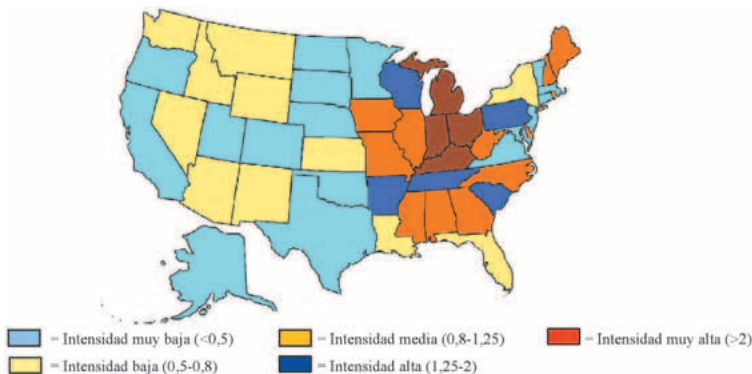 = Intensidad muy baja (<0,5)
= Intensidad media (0,8-1,25)
= Intensidad muy alta (>2)
= Intensidad baja (0,5-0,8)
= Intensidad alta (1,25-2)